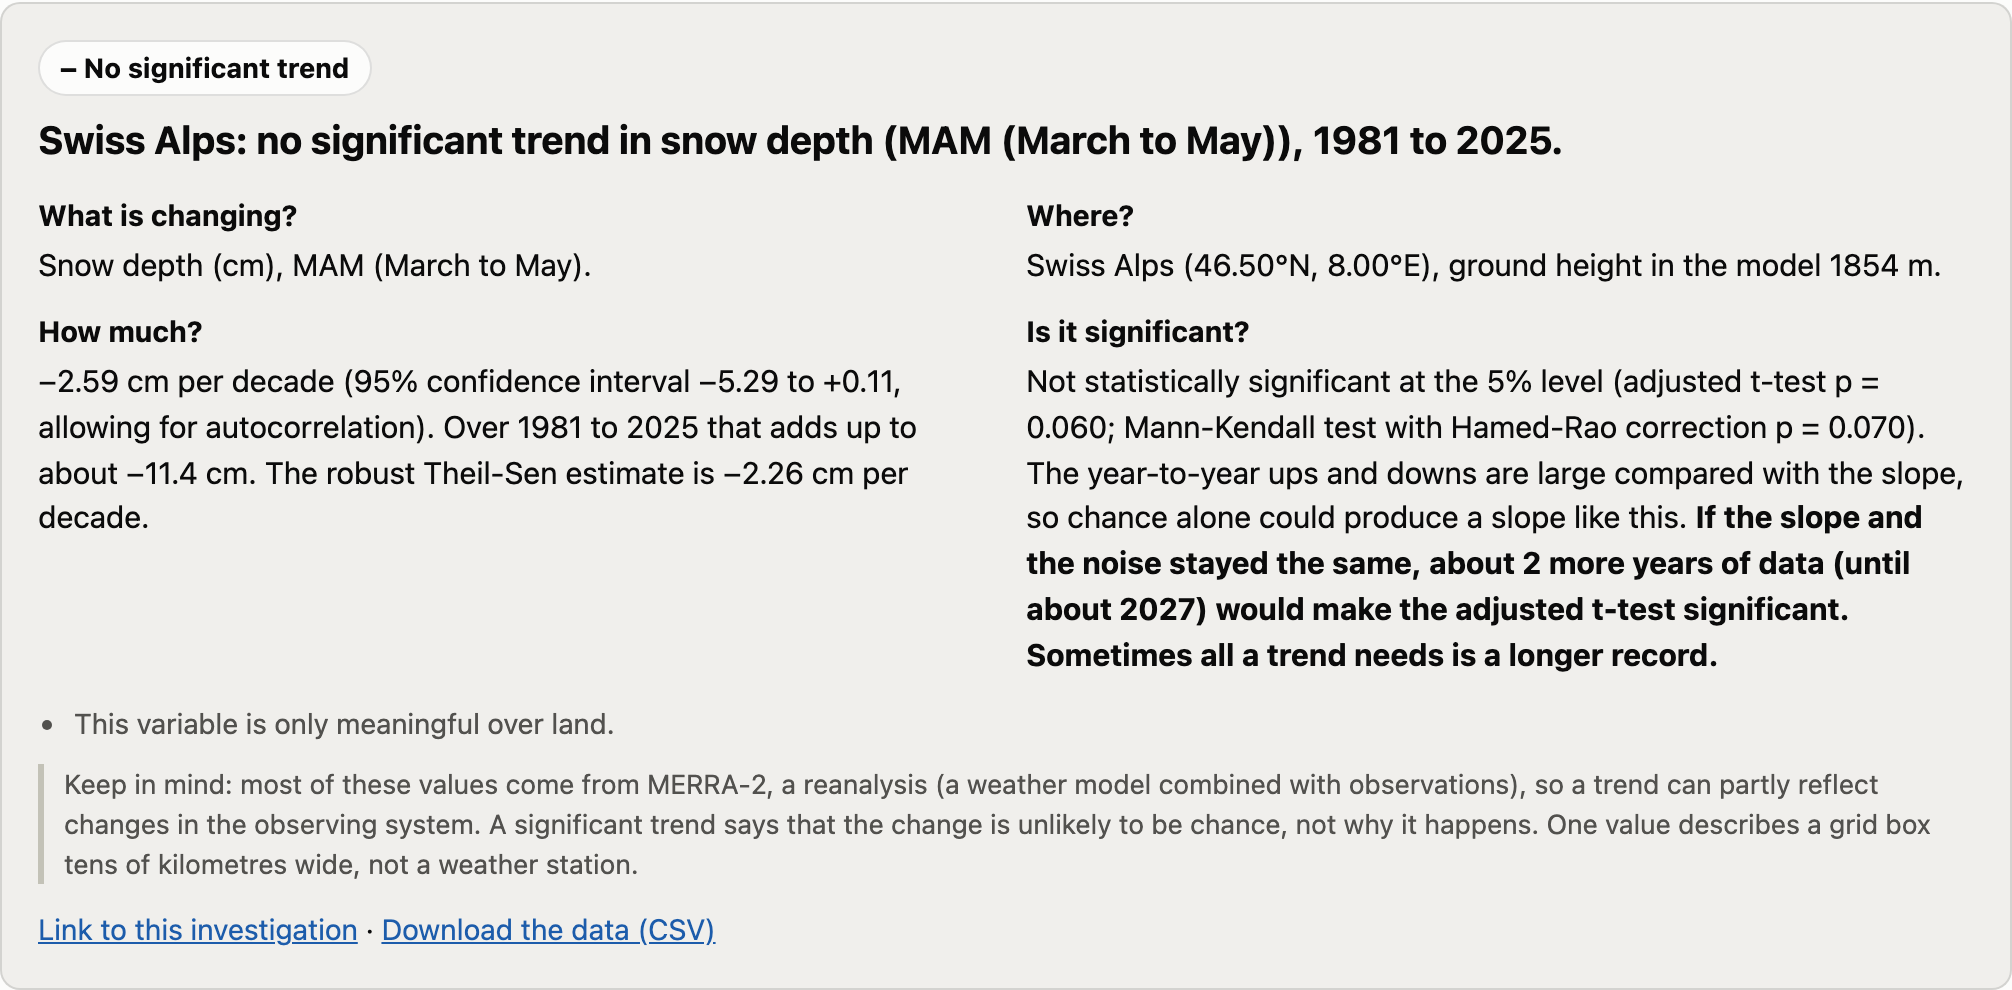 – No significant trend
Swiss Alps: no significant trend in snow depth (MAM (March to May)), 1981 to 2025.
What is changing?
Snow depth (cm), MAM (March to May).
Where?
Swiss Alps (46.50°N, 8.00°E), ground height in the model 1854 m.
How much?
−2.59 cm per decade (95% confidence interval −5.29 to +0.11,
allowing for autocorrelation). Over 1981 to 2025 that adds up to
about −11.4 cm. The robust Theil-Sen estimate is −2.26 cm per
decade.
Is it significant?
Not statistically significant at the 5% level (adjusted t-test p =
0.060; Mann-Kendall test with Hamed-Rao correction p = 0.070).
The year-to-year ups and downs are large compared with the slope,
so chance alone could produce a slope like this. If the slope and
the noise stayed the same, about 2 more years of data (until
about 2027) would make the adjusted t-test significant.
Sometimes all a trend needs is a longer record.
• This variable is only meaningful over land.
Keep in mind: most of these values come from MERRA-2, a reanalysis (a weather model combined with observations), so a trend can partly reflect
changes in the observing system. A significant trend says that the change is unlikely to be chance, not why it happens. One value describes a grid box
tens of kilometres wide, not a weather station.
Link to this investigation · Download the data (CSV)